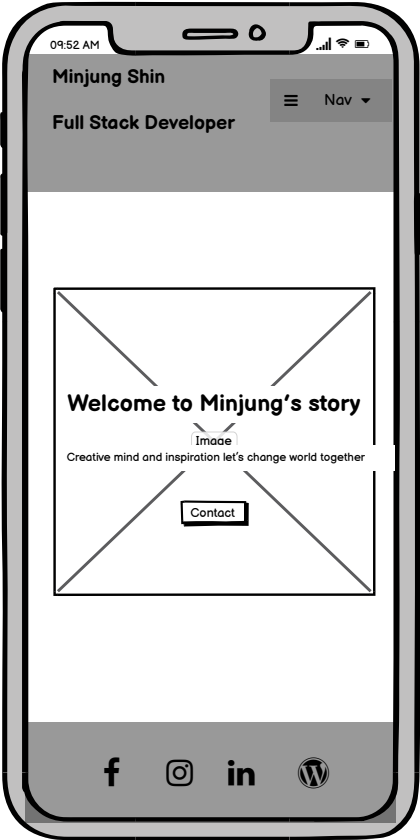 09:52 AM
Minjung Shin
Nav
Full Stack Developer
Welcome to Minjung's story
Image
Creative mind and inspiration let's change world together
Contact